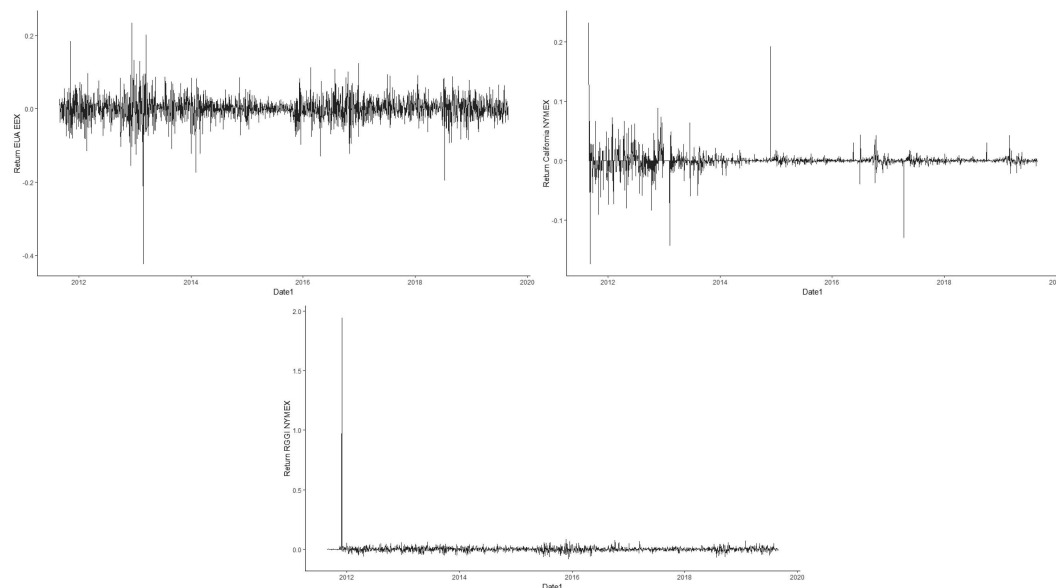 Return EUA EEX
0.2
0.0
-0.2
-0.4
2012 2014 2016 2018 2020
Date1
Return California NYMEX
0.2
0.1
0.0
-0.1
2012 2014 2016 2018 20
Date1
Return RGGI NYMEX
2.0
1.5
1.0
0.5
0.0
2012 2014 2016 2018 2020
Date1